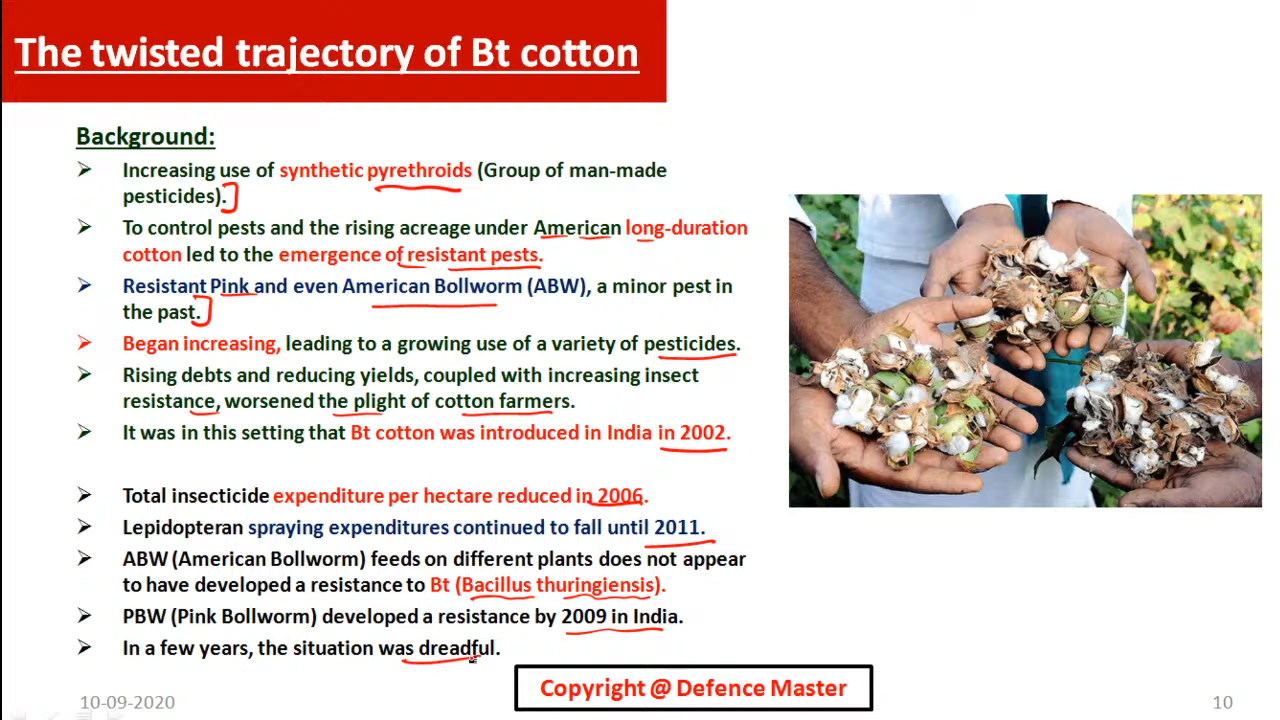 The twisted trajectory of Bt cotton
Background:
Increasing use of synthetic pyrethroids (Group of man-made
pesticides).
To control pests and the rising acreage under American long-duration
cotton led to the emergence of resistant pests.
Resistant Pink and even American Bollworm (ABW), a minor pest in
the past.
Began increasing, leading to a growing use of a variety of pesticides.
Rising debts and reducing yields, coupled with increasing insect
resistance, worsened the plight of cotton farmers.
It was in this setting that Bt cotton was introduced in India in 2002.
Total insecticide expenditure per hectare reduced in 2006.
Lepidopteran spraying expenditures continued to fall until 2011.
ABW (American Bollworm) feeds on different plants does not appear
to have developed a resistance to Bt (Bacillus thuringiensis).
PBW (Pink Bollworm) developed a resistance by 2009 in India.
In a few years, the situation was dreadful.
Copyright @ Defence Master
10-09-2020
10